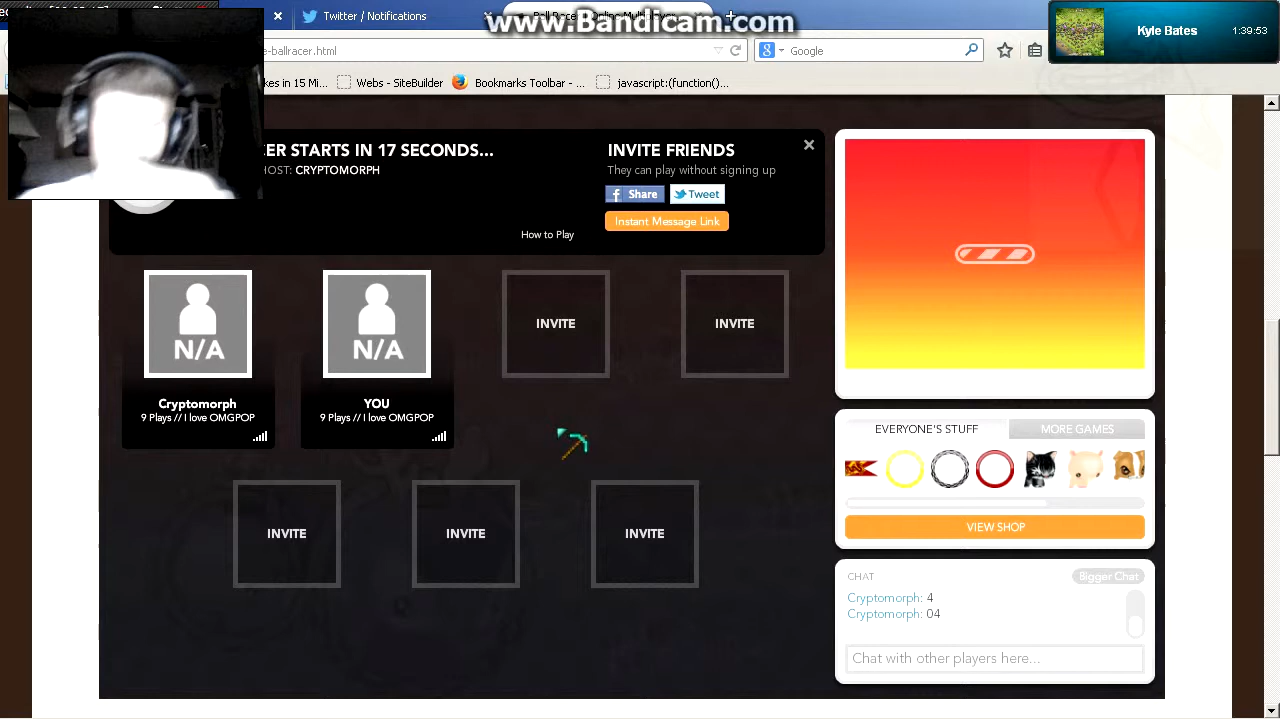 www.Bandicam.com
Twitter / Notifications
Kyle Bates
1:39:53
e-ballracer.html
Google
kes in 15 Mi...
Webs - SiteBuilder
Bookmarks Toolbar - ...
javascript:(function()...
ER STARTS IN 17 SECONDS...
HOST: CRYPTOMORPH
How to Play
INVITE FRIENDS
They can play without signing up
Share
Tweet
Instant Message Link
N/A
Cryptomorph
9 Plays // I love OMGPOP
N/A
YOU
9 Plays // I love OMGPOP
INVITE
INVITE
INVITE
INVITE
INVITE
EVERYONE'S STUFF
MORE GAMES
VIEW SHOP
CHAT
Bigger Chat
Cryptomorph: 4
Cryptomorph: 04
Chat with other players here...